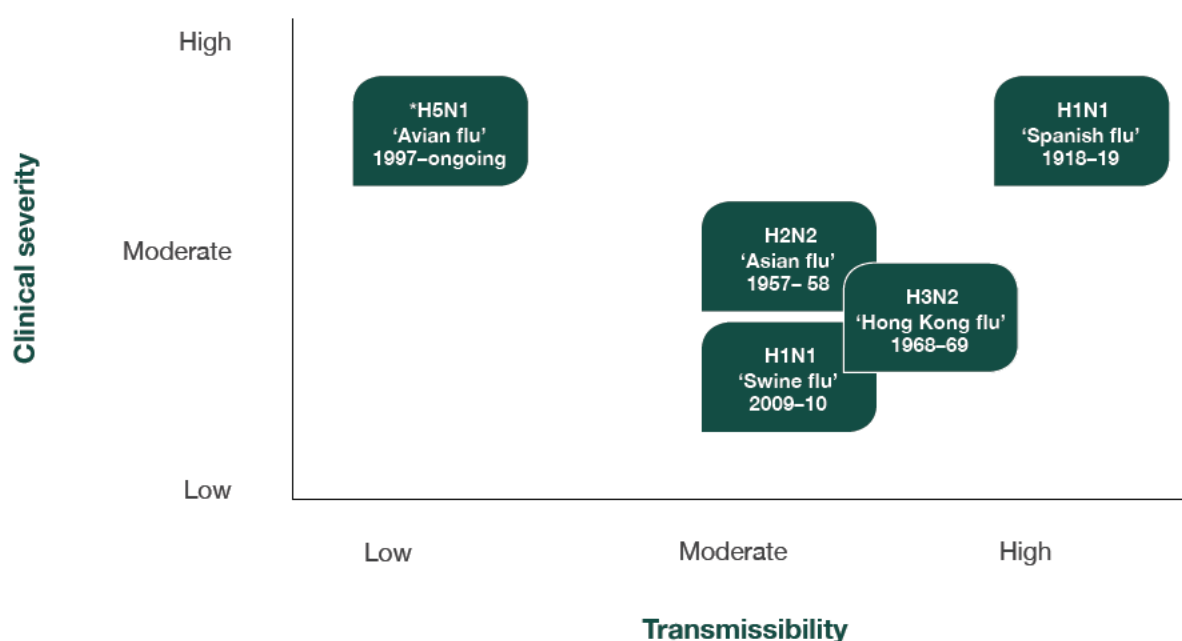 High
*H5N1
‘Avian flu’
1997–ongoing
H1N1
‘Spanish flu’
1918–19
Clinical severity
Moderate
H2N2
‘Asian flu’
1957– 58
H3N2
‘Hong Kong flu’
1968–69
H1N1
‘Swine flu’
2009–10
Low
Low
Moderate
High
Transmissibility